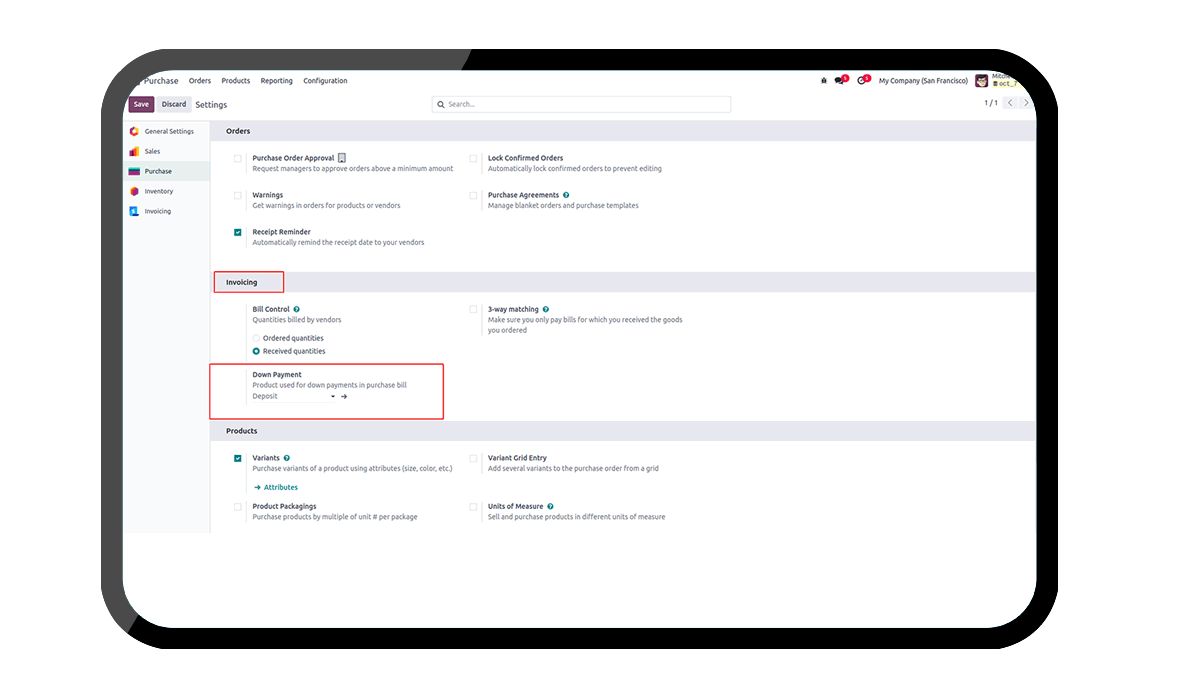 Purchase Orders Products Reporting Configuration
1 1 My Company (San Francisco)
Save Discard Settings Search... oct_
1 / 1
General Settings
Sales
Purchase
Inventory
Invoicing
Orders
Purchase Order Approval
Request managers to approve orders above a minimum amount
Lock Confirmed Orders
Automatically lock confirmed orders to prevent editing
Warnings
Get warnings in orders for products or vendors
Purchase Agreements ?
Manage blanket orders and purchase templates
Receipt Reminder
Automatically remind the receipt date to your vendors
Invoicing
Bill Control ?
Quantities billed by vendors
Ordered quantities
Received quantities
3-way matching ?
Make sure you only pay bills for which you received the goods
you ordered
Down Payment
Product used for down payments in purchase bill
Deposit
Products
Variants ?
Purchase variants of a product using attributes (size, color, etc.)
Attributes
Variant Grid Entry
Add several variants to the purchase order from a grid
Product Packagings
Purchase products by multiple of unit # per package
Units of Measure ?
Sell and purchase products in different units of measure